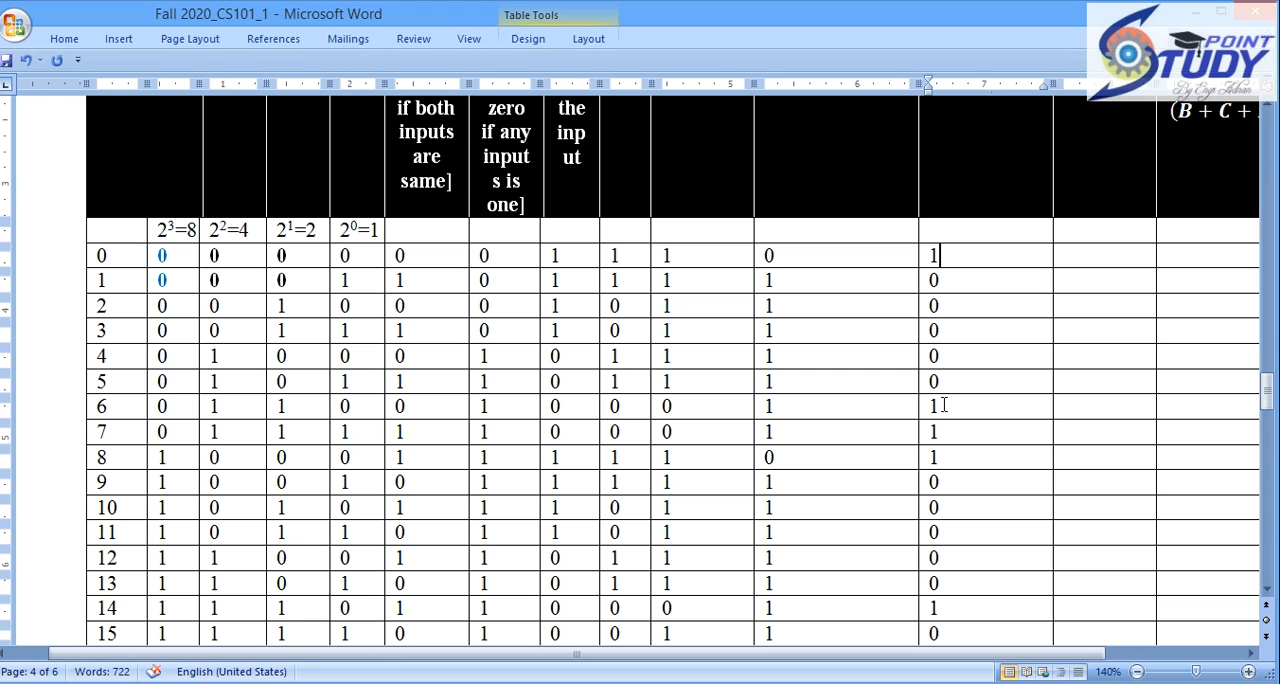 Fall 2020_CS101_1 - Microsoft Word
Table Tools
Home Insert Page Layout References Mailings Review View Design Layout
POINT
STUDY
By Engr Adnan
1 2 5 6 7
3
4
5
6
if both inputs are same]
zero if any input s is one]
the inp ut
(B + C +
2³=8 2²=4 2¹=2 2⁰=1
0 0 0 0 0 0 0 1 1 1 0 1
1 0 0 0 1 1 0 1 1 1 1 0
2 0 0 1 0 0 0 1 0 1 1 0
3 0 0 1 1 1 0 1 0 1 1 0
4 0 1 0 0 0 1 0 1 1 1 0
5 0 1 0 1 1 1 0 1 1 1 0
6 0 1 1 0 0 1 0 0 0 1 1
7 0 1 1 1 1 1 0 0 0 1 1
8 1 0 0 0 1 1 1 1 1 0 1
9 1 0 0 1 0 1 1 1 1 1 0
10 1 0 1 0 1 1 1 0 1 1 0
11 1 0 1 1 0 1 1 0 1 1 0
12 1 1 0 0 1 1 0 1 1 1 0
13 1 1 0 1 0 1 0 1 1 1 0
14 1 1 1 0 1 1 0 0 0 1 1
15 1 1 1 1 0 1 0 0 1 1 0
Page: 4 of 6 Words: 722 English (United States) 140%